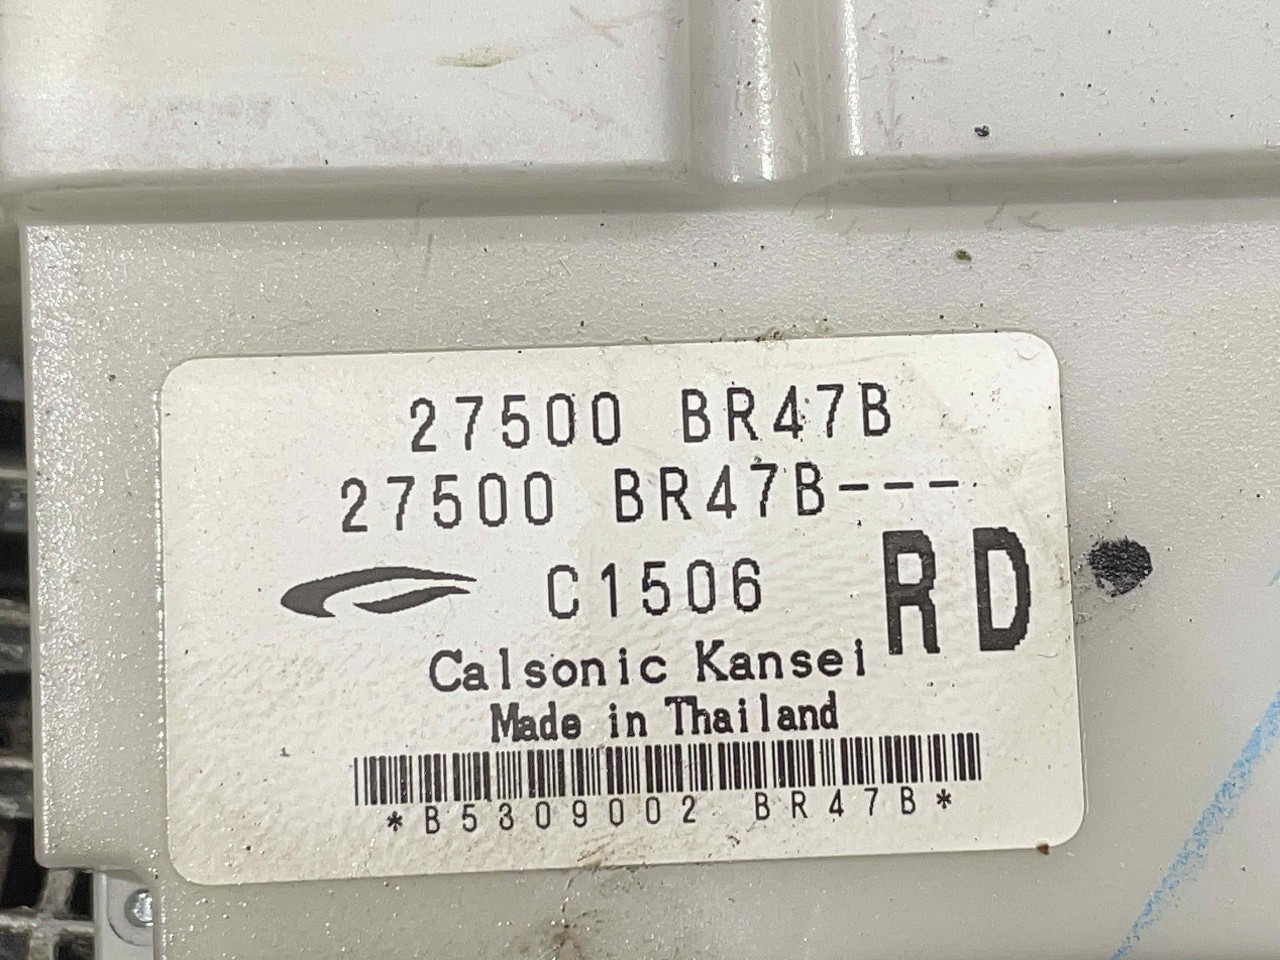 27500 BR47B
27500 BR47B---
C1506 RD
Calsonic Kansei
Made in Thailand
*B5309002 BR47B*